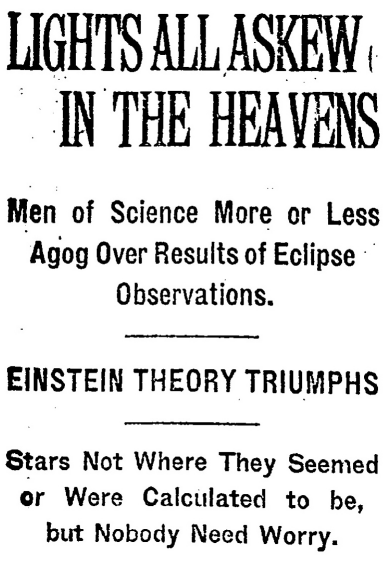 LIGHTS ALL ASKEW
IN THE HEAVENS
Men of Science More or Less
Agog Over Results of Eclipse
Observations.
EINSTEIN THEORY TRIUMPHS
Stars Not Where They Seemed
or Were Calculated to be,
but Nobody Need Worry.